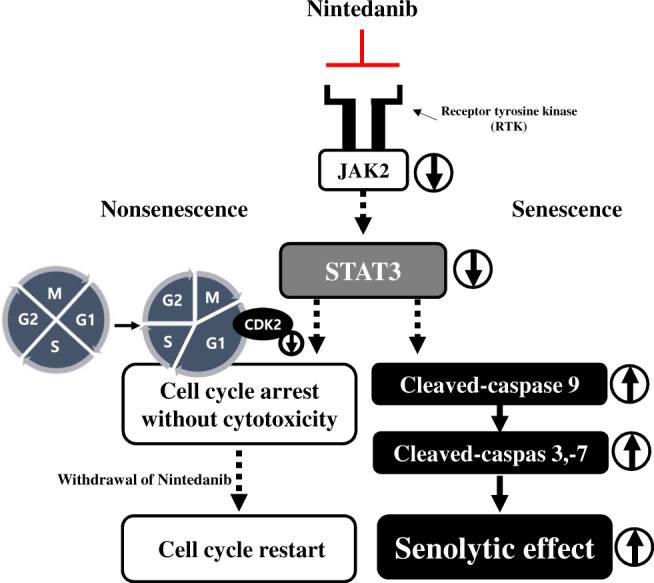 Nintedanib
Receptor tyrosine kinase
(RTK)
JAK2
Nonsenescence
Senescence
STAT3
M
G2
G1
S
G2
M
S
G1
CDK2
Cell cycle arrest
without cytotoxicity
Cleaved-caspase 9
Cleaved-caspas 3,-7
Withdrawal of Nintedanib
Cell cycle restart
Senolytic effect